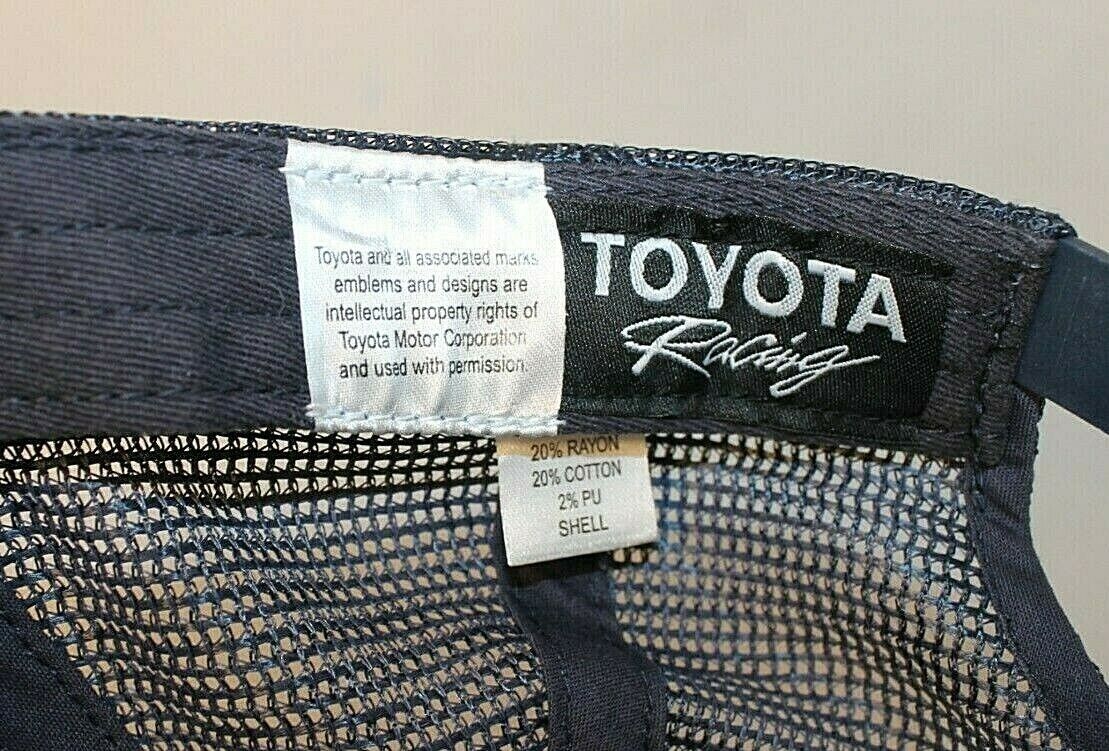 Toyota and all associated marks
emblems and designs are
intellectual property rights of
Toyota Motor Corporation
and used with permission.
TOYOTA
Racing
20% RAYON
20% COTTON
2% PU
SHELL